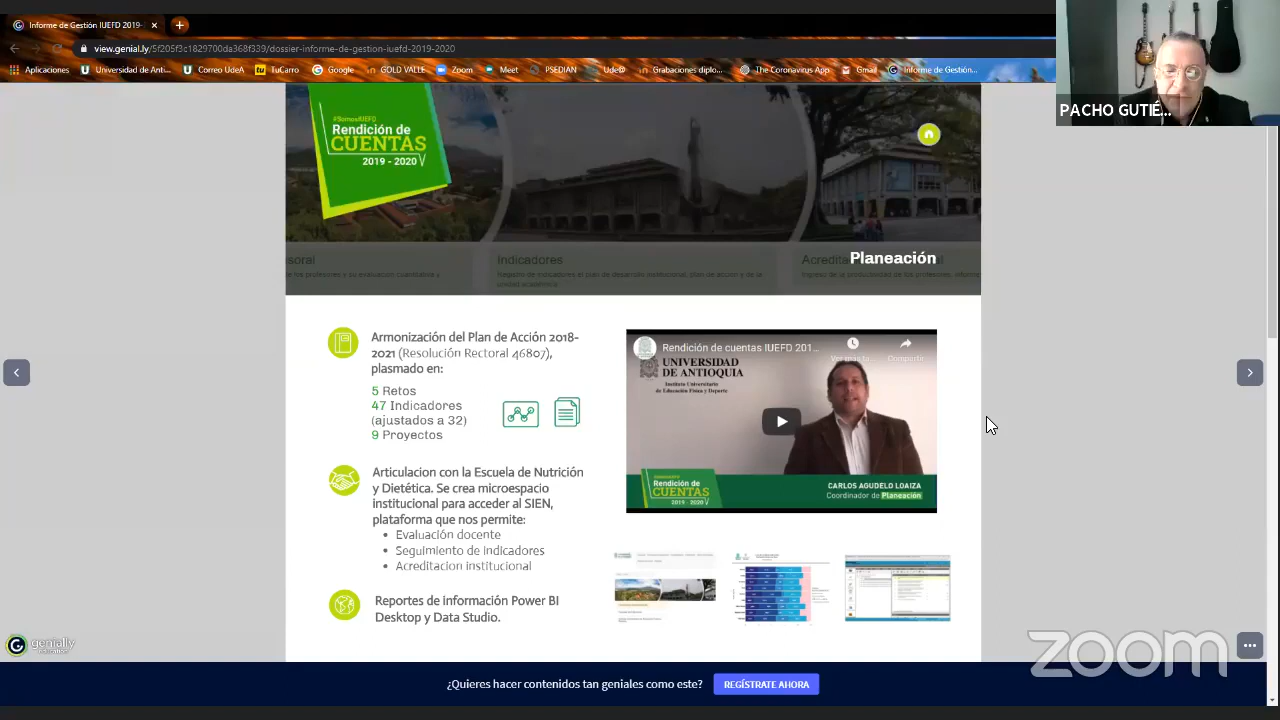 Informe de Gestión IUEFD 2019-
view.genial.ly/5f205f3c1829700da368f339/dossier-informe-de-gestion-iuefd-2019-2020
Aplicaciones
Universidad de Anti...
Correo UdeA
TuCarro
Google
GOLD VALLE
Zoom
Meet
PSEDIAN
Ude@
Grabaciones diplo...
The Coronavirus App
Gmail
Informe de Gestión...
PACHO GUTIÉ...
#SomosIUEFD
Rendición de
CUENTAS
2019 - 2020
Indicadores
Planeación
Armonización del Plan de Acción 2018-
2021 (Resolución Rectoral 46807),
plasmado en:
5 Retos
47 Indicadores
(ajustados a 32)
9 Proyectos
Articulacion con la Escuela de Nutrición
y Dietética. Se crea microespacio
institucional para acceder al SIEN,
plataforma que nos permite:
• Evaluación docente
• Seguimiento de Indicadores
• Acreditacion institucional
Reportes de Información Power BI
Desktop y Data Studio.
Rendición de cuentas IUEFD 201...
Ver más ta...
Compartir
UNIVERSIDAD
DE ANTIOQUIA
Instituto Universitario
de Educación Física y Deporte
Rendición de
CUENTAS
2019 - 2020
CARLOS AGUDELO LOAIZA
Coordinador de Planeación
genially
zoom
¿Quieres hacer contenidos tan geniales como este?
REGÍSTRATE AHORA